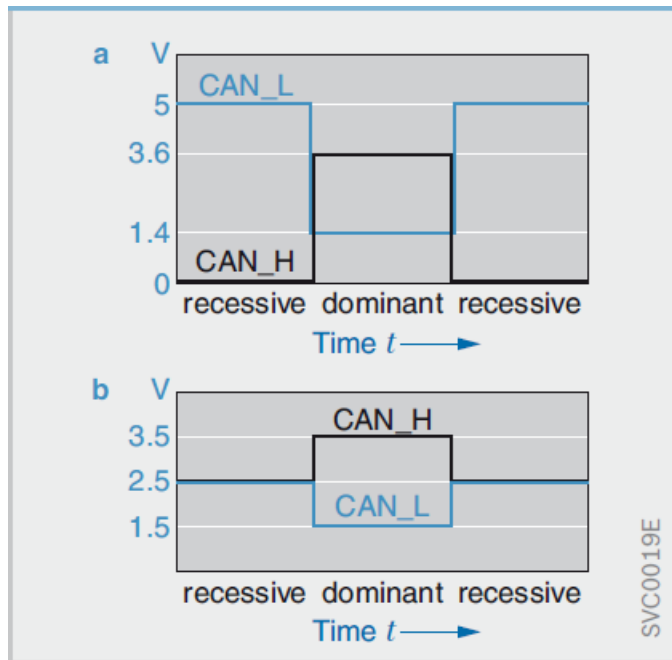 a V
CAN_L
5
3.6
1.4
CAN_H
0
recessive dominant recessive
Time t
b V
CAN_H
3.5
2.5
CAN_L
1.5
recessive dominant recessive
Time t
SVC0019E